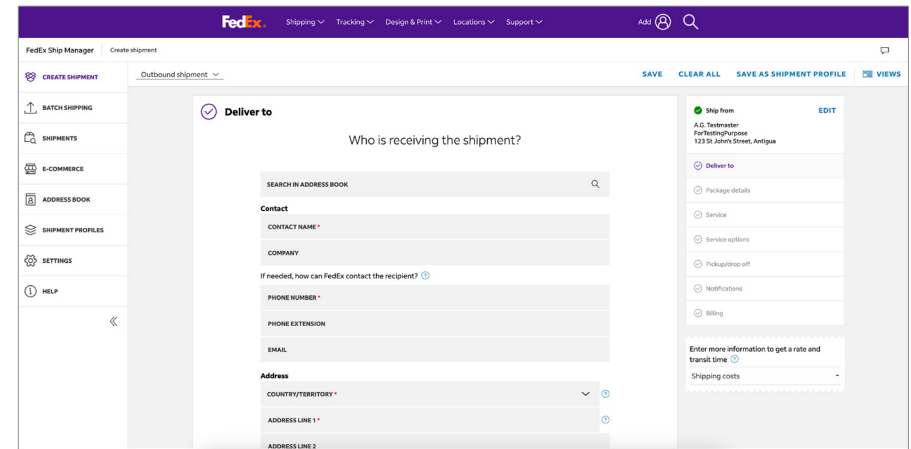 FedEx.
Shipping
Tracking
Design & Print
Locations
Support
Add
FedEx Ship Manager
Create shipment
CREATE SHIPMENT
BATCH SHIPPING
SHIPMENTS
E-COMMERCE
ADDRESS BOOK
SHIPMENT PROFILES
SETTINGS
HELP
Outbound shipment
SAVE
CLEAR ALL
SAVE AS SHIPMENT PROFILE
VIEWS
Deliver to
Who is receiving the shipment?
SEARCH IN ADDRESS BOOK
Contact
CONTACT NAME *
COMPANY
If needed, how can FedEx contact the recipient? ?
PHONE NUMBER *
PHONE EXTENSION
EMAIL
Address
COUNTRY/TERRITORY * ?
ADDRESS LINE 1 * ?
ADDRESS LINE 2
Ship from
EDIT
A.G. Testmaster
ForTestingPurpose
123 St John's Street, Antigua
Deliver to
Package details
Service
Service options
Pickup/drop off
Notifications
Billing
Enter more information to get a rate and
transit time ?
Shipping costs